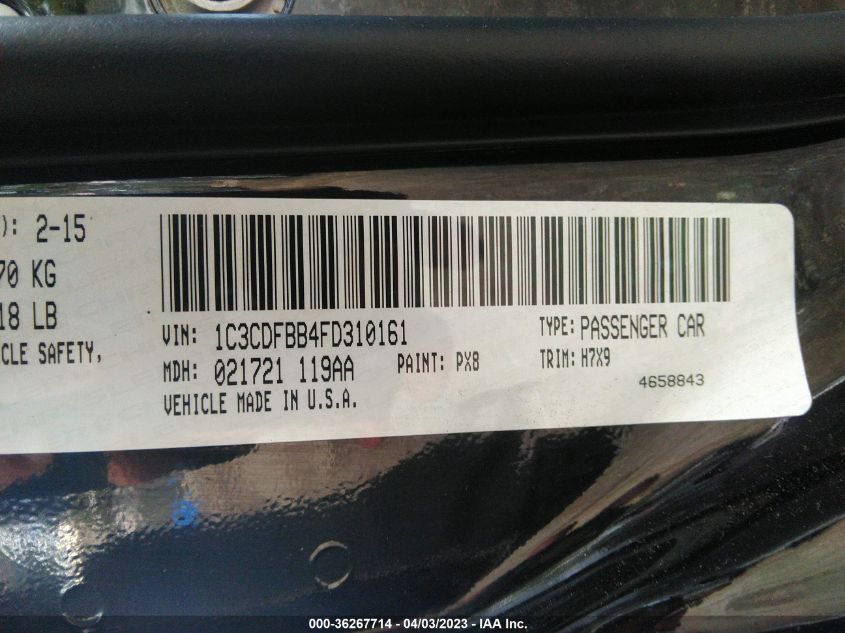 ): 2-15
70 KG
18 LB
CLE SAFETY,
VIN: 1C3CDFBB4FD310161 TYPE: PASSENGER CAR
MDH: 021721 119AA PAINT: PX8 TRIM: H7X9
VEHICLE MADE IN U.S.A. 4658843
000-36267714 - 04/03/2023 - IAA Inc.